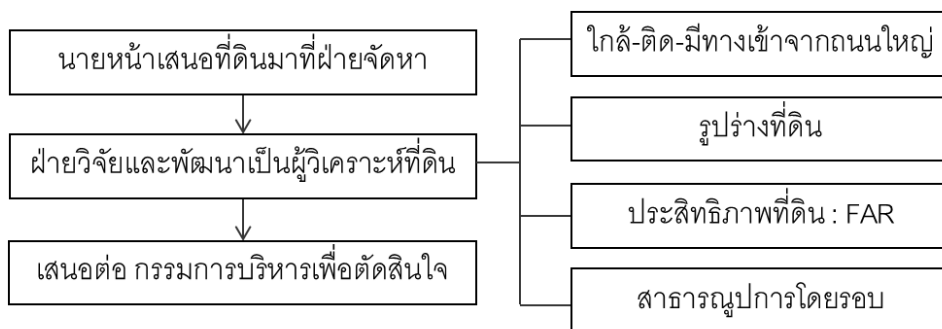 นายหน้าเสนอที่ดินมาที่ฝ่ายจัดหา
ฝ่ายวิจัยและพัฒนาเป็นผู้วิเคราะห์ที่ดิน
เสนอต่อ กรรมการบริหารเพื่อตัดสินใจ
ใกล้-ติด-มีทางเข้าจากถนนใหญ่
รูปร่างที่ดิน
ประสิทธิภาพที่ดิน : FAR
สาธารณูปการโดยรอบ